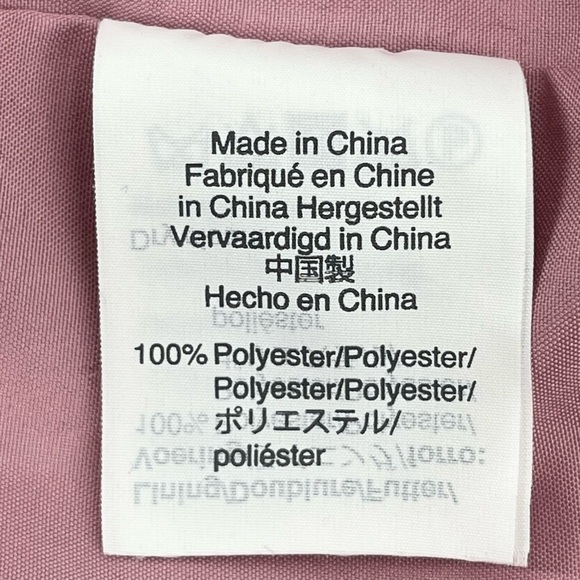 Made in China
Fabriqué en Chine
in China Hergestellt
Vervaardigd in China
中国製
Hecho en China
100% Polyester/Polyester/
Polyester/Polyester/
ポリエステル/
poliéster